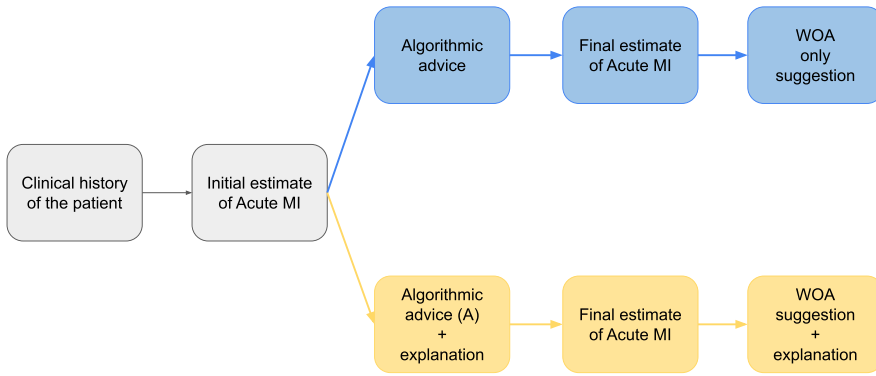 Clinical history
of the patient
Initial estimate
of Acute MI
Algorithmic
advice
Final estimate
of Acute MI
WOA
only
suggestion
Algorithmic
advice (A)
+
explanation
Final estimate
of Acute MI
WOA
suggestion
+
explanation